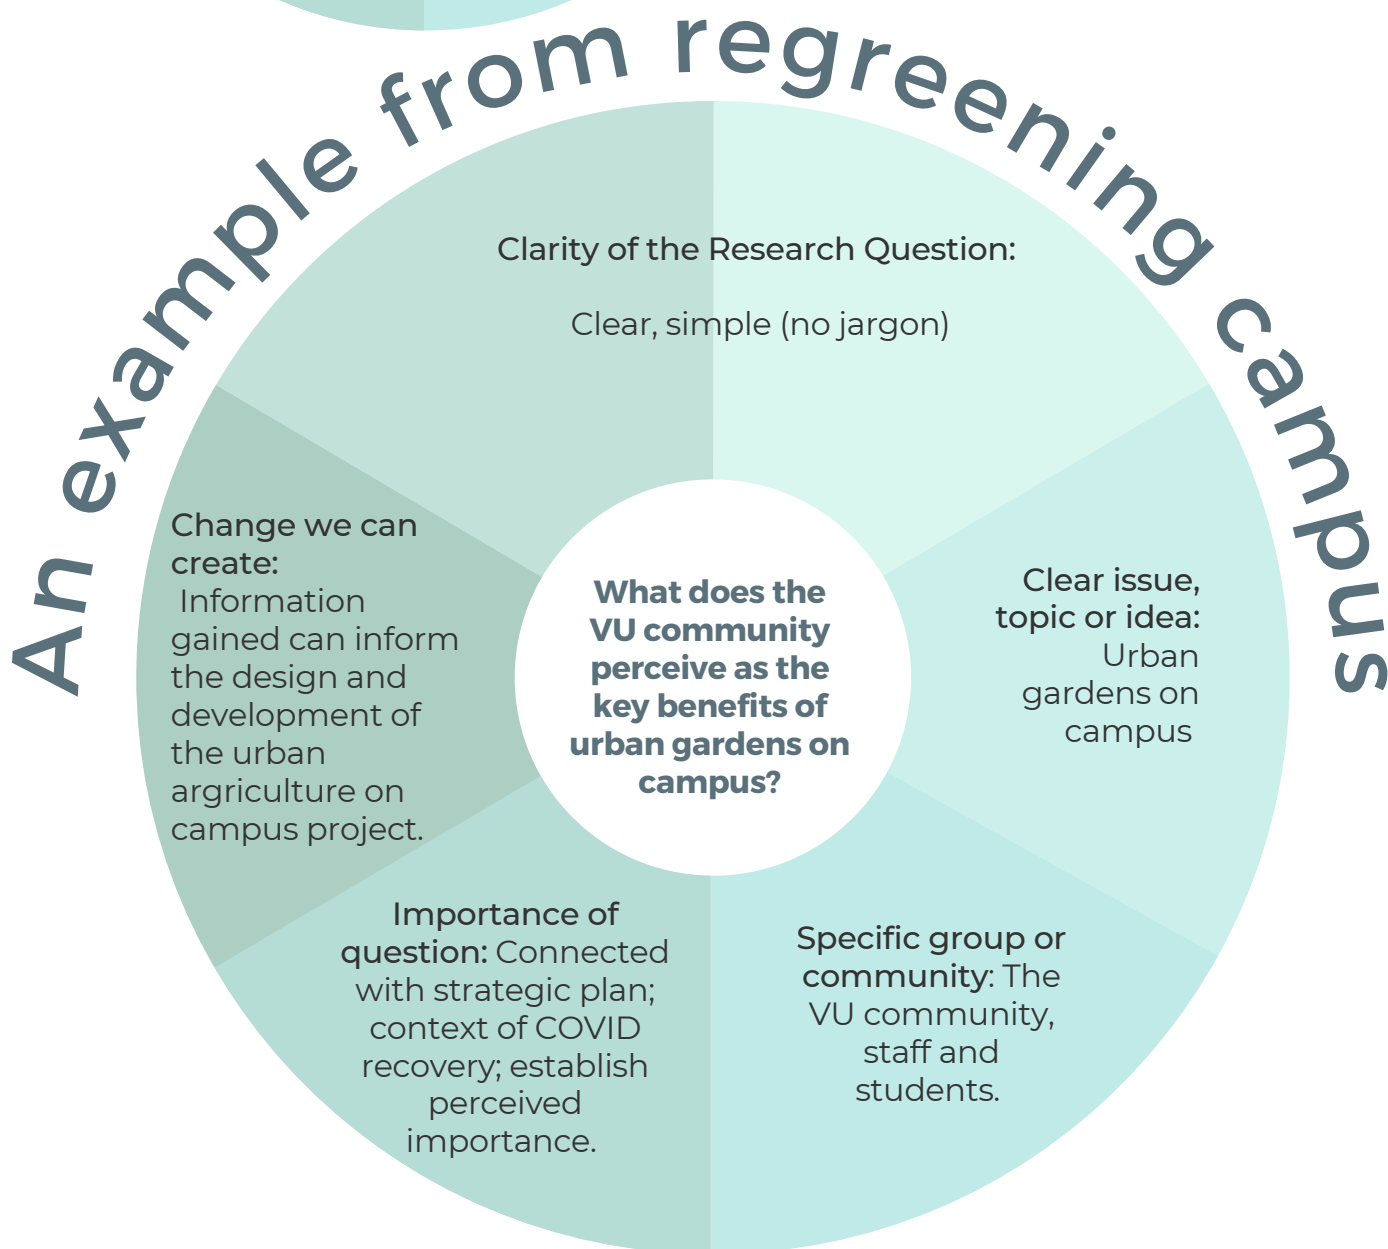 An example from regreening campus
Clarity of the Research Question:
Clear, simple (no jargon)
Clear issue,
topic or idea:
Urban
gardens on
campus
Specific group or
community: The
VU community,
staff and
students.
Importance of
question: Connected
with strategic plan;
context of COVID
recovery; establish
perceived
importance.
Change we can
create:
Information
gained can inform
the design and
development of
the urban
argriculture on
campus project.
What does the
VU community
perceive as the
key benefits of
urban gardens on
campus?